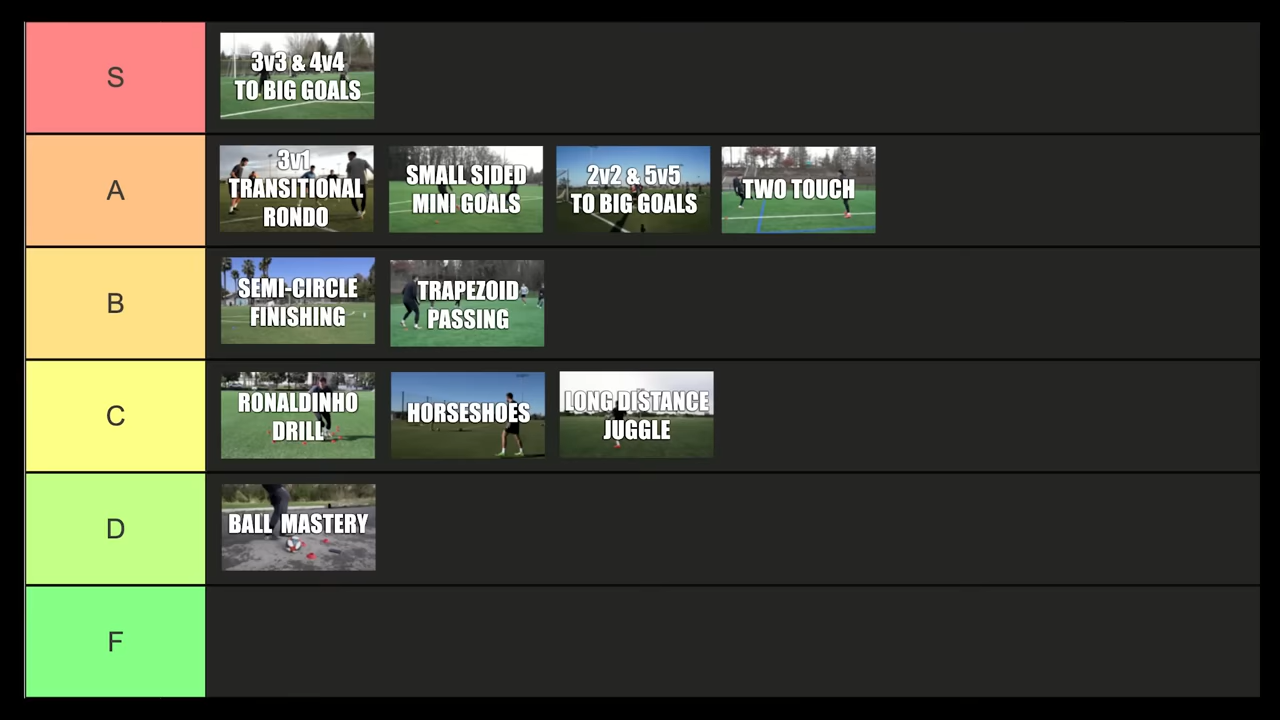 S
3v3 & 4v4
TO BIG GOALS
A
3v1
TRANSITIONAL
RONDO
SMALL SIDED
MINI GOALS
2v2 & 5v5
TO BIG GOALS
TWO TOUCH
B
SEMI-CIRCLE
FINISHING
TRAPEZOID
PASSING
C
RONALDINHO
DRILL
HORSESHOES
LONG DISTANCE
JUGGLE
D
BALL MASTERY
F